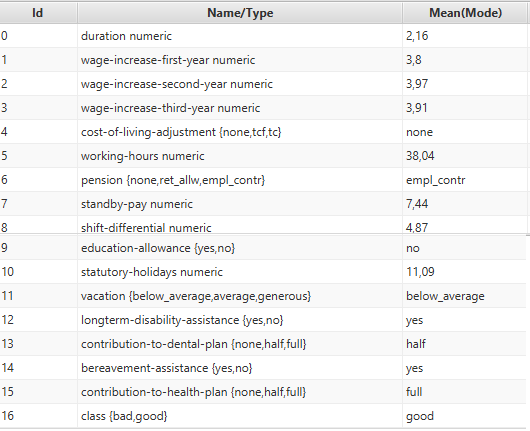 Id Name/Type Mean(Mode)
0 duration numeric 2,16
1 wage-increase-first-year numeric 3,8
2 wage-increase-second-year numeric 3,97
3 wage-increase-third-year numeric 3,91
4 cost-of-living-adjustment {none,tcf,tc} none
5 working-hours numeric 38,04
6 pension {none,ret_allw,empl_contr} empl_contr
7 standby-pay numeric 7,44
8 shift-differential numeric 4,87
9 education-allowance {yes,no} no
10 statutory-holidays numeric 11,09
11 vacation {below_average,average,generous} below_average
12 longterm-disability-assistance {yes,no} yes
13 contribution-to-dental-plan {none,half,full} half
14 bereavement-assistance {yes,no} yes
15 contribution-to-health-plan {none,half,full} full
16 class {bad,good} good